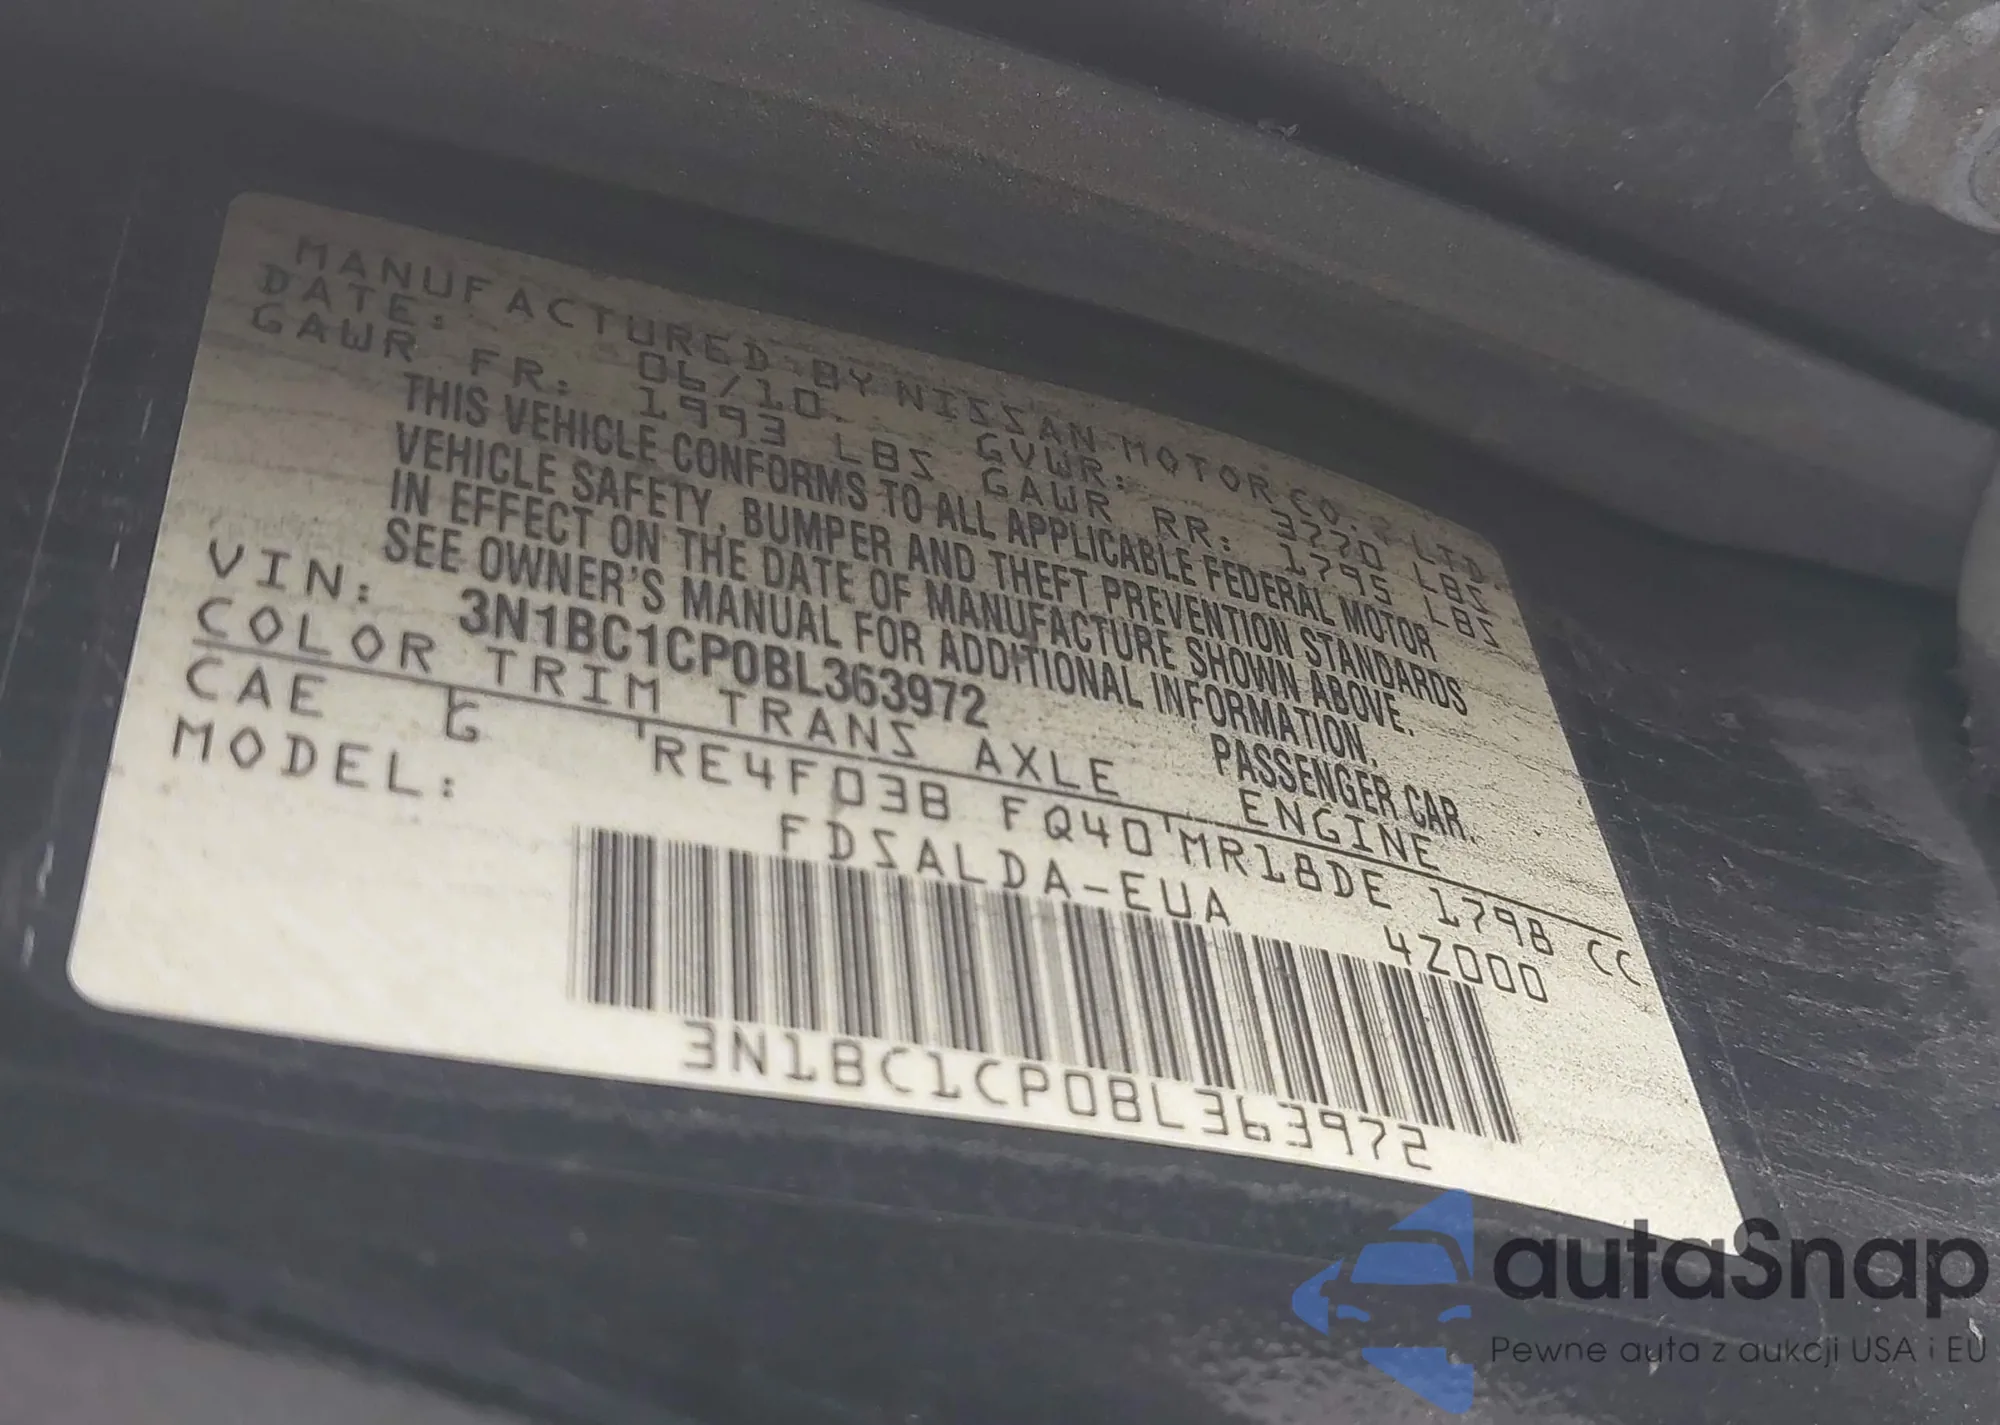 MANUFACTURED BY NISSAN MOTOR CO., LTD.
DATE: 06/10 GVWR: 3770 LBS
GAWR FR: 1993 LBS GAWR RR: 1795 LBS
THIS VEHICLE CONFORMS TO ALL APPLICABLE FEDERAL MOTOR
VEHICLE SAFETY, BUMPER AND THEFT PREVENTION STANDARDS
IN EFFECT ON THE DATE OF MANUFACTURE SHOWN ABOVE.
SEE OWNER'S MANUAL FOR ADDITIONAL INFORMATION.
VIN: 3N1BC1CP0BL363972 PASSENGER CAR
COLOR TRIM TRANS AXLE ENGINE
CAE G RE4F03B FQ40 MR18DE 1798 CC
MODEL: FDSALDA-EUA 4Z000
3N1BC1CP0BL363972
autaSnap
Pewne auta z aukcji USA i EU